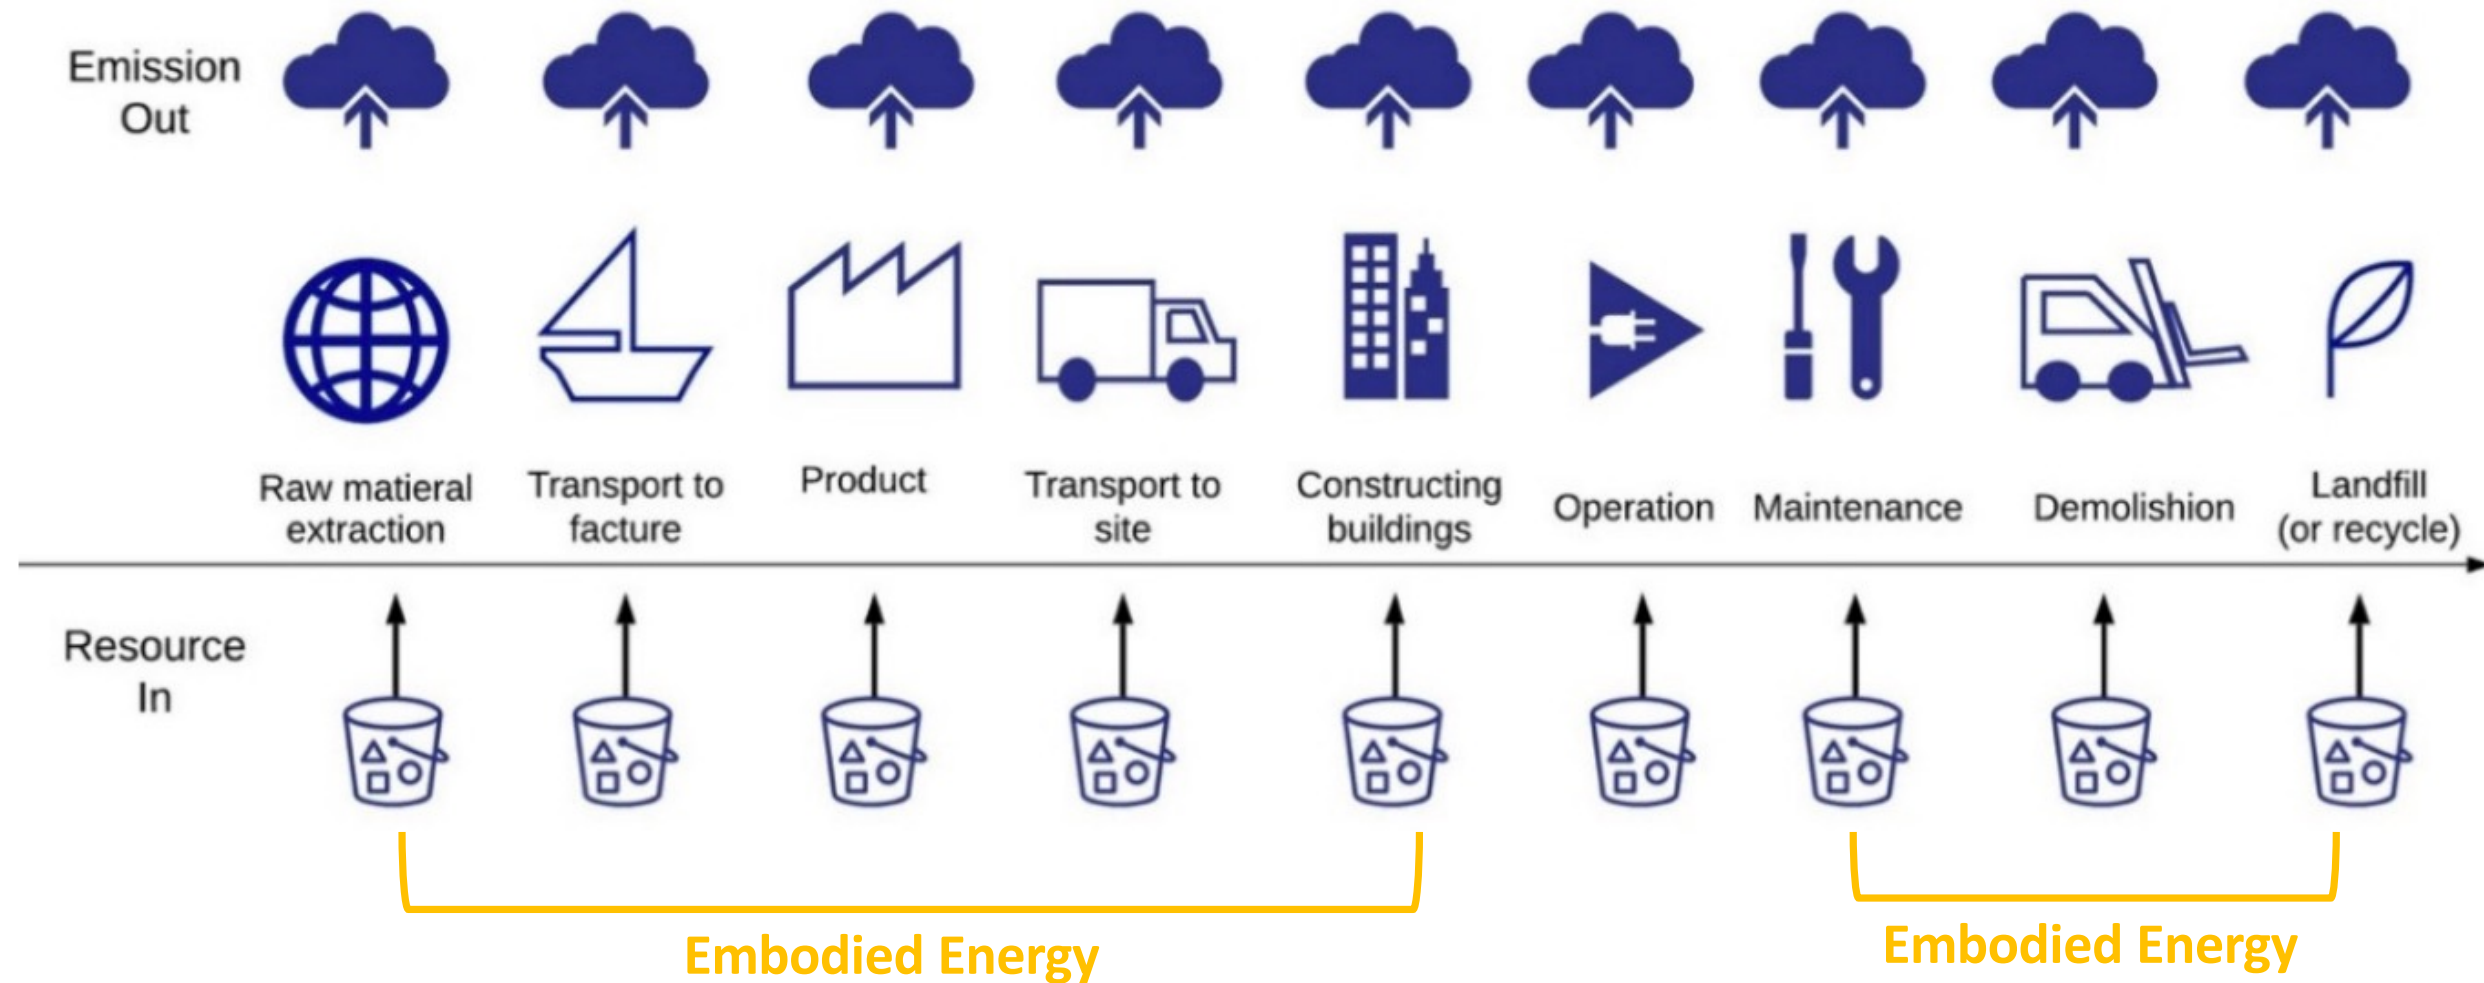 Emission
Out
Raw matieral
extraction
Transport to
facture
Product
Transport to
site
Constructing
buildings
Operation
Maintenance
Demolishion
Landfill
(or recycle)
Resource
In
Embodied Energy
Embodied Energy